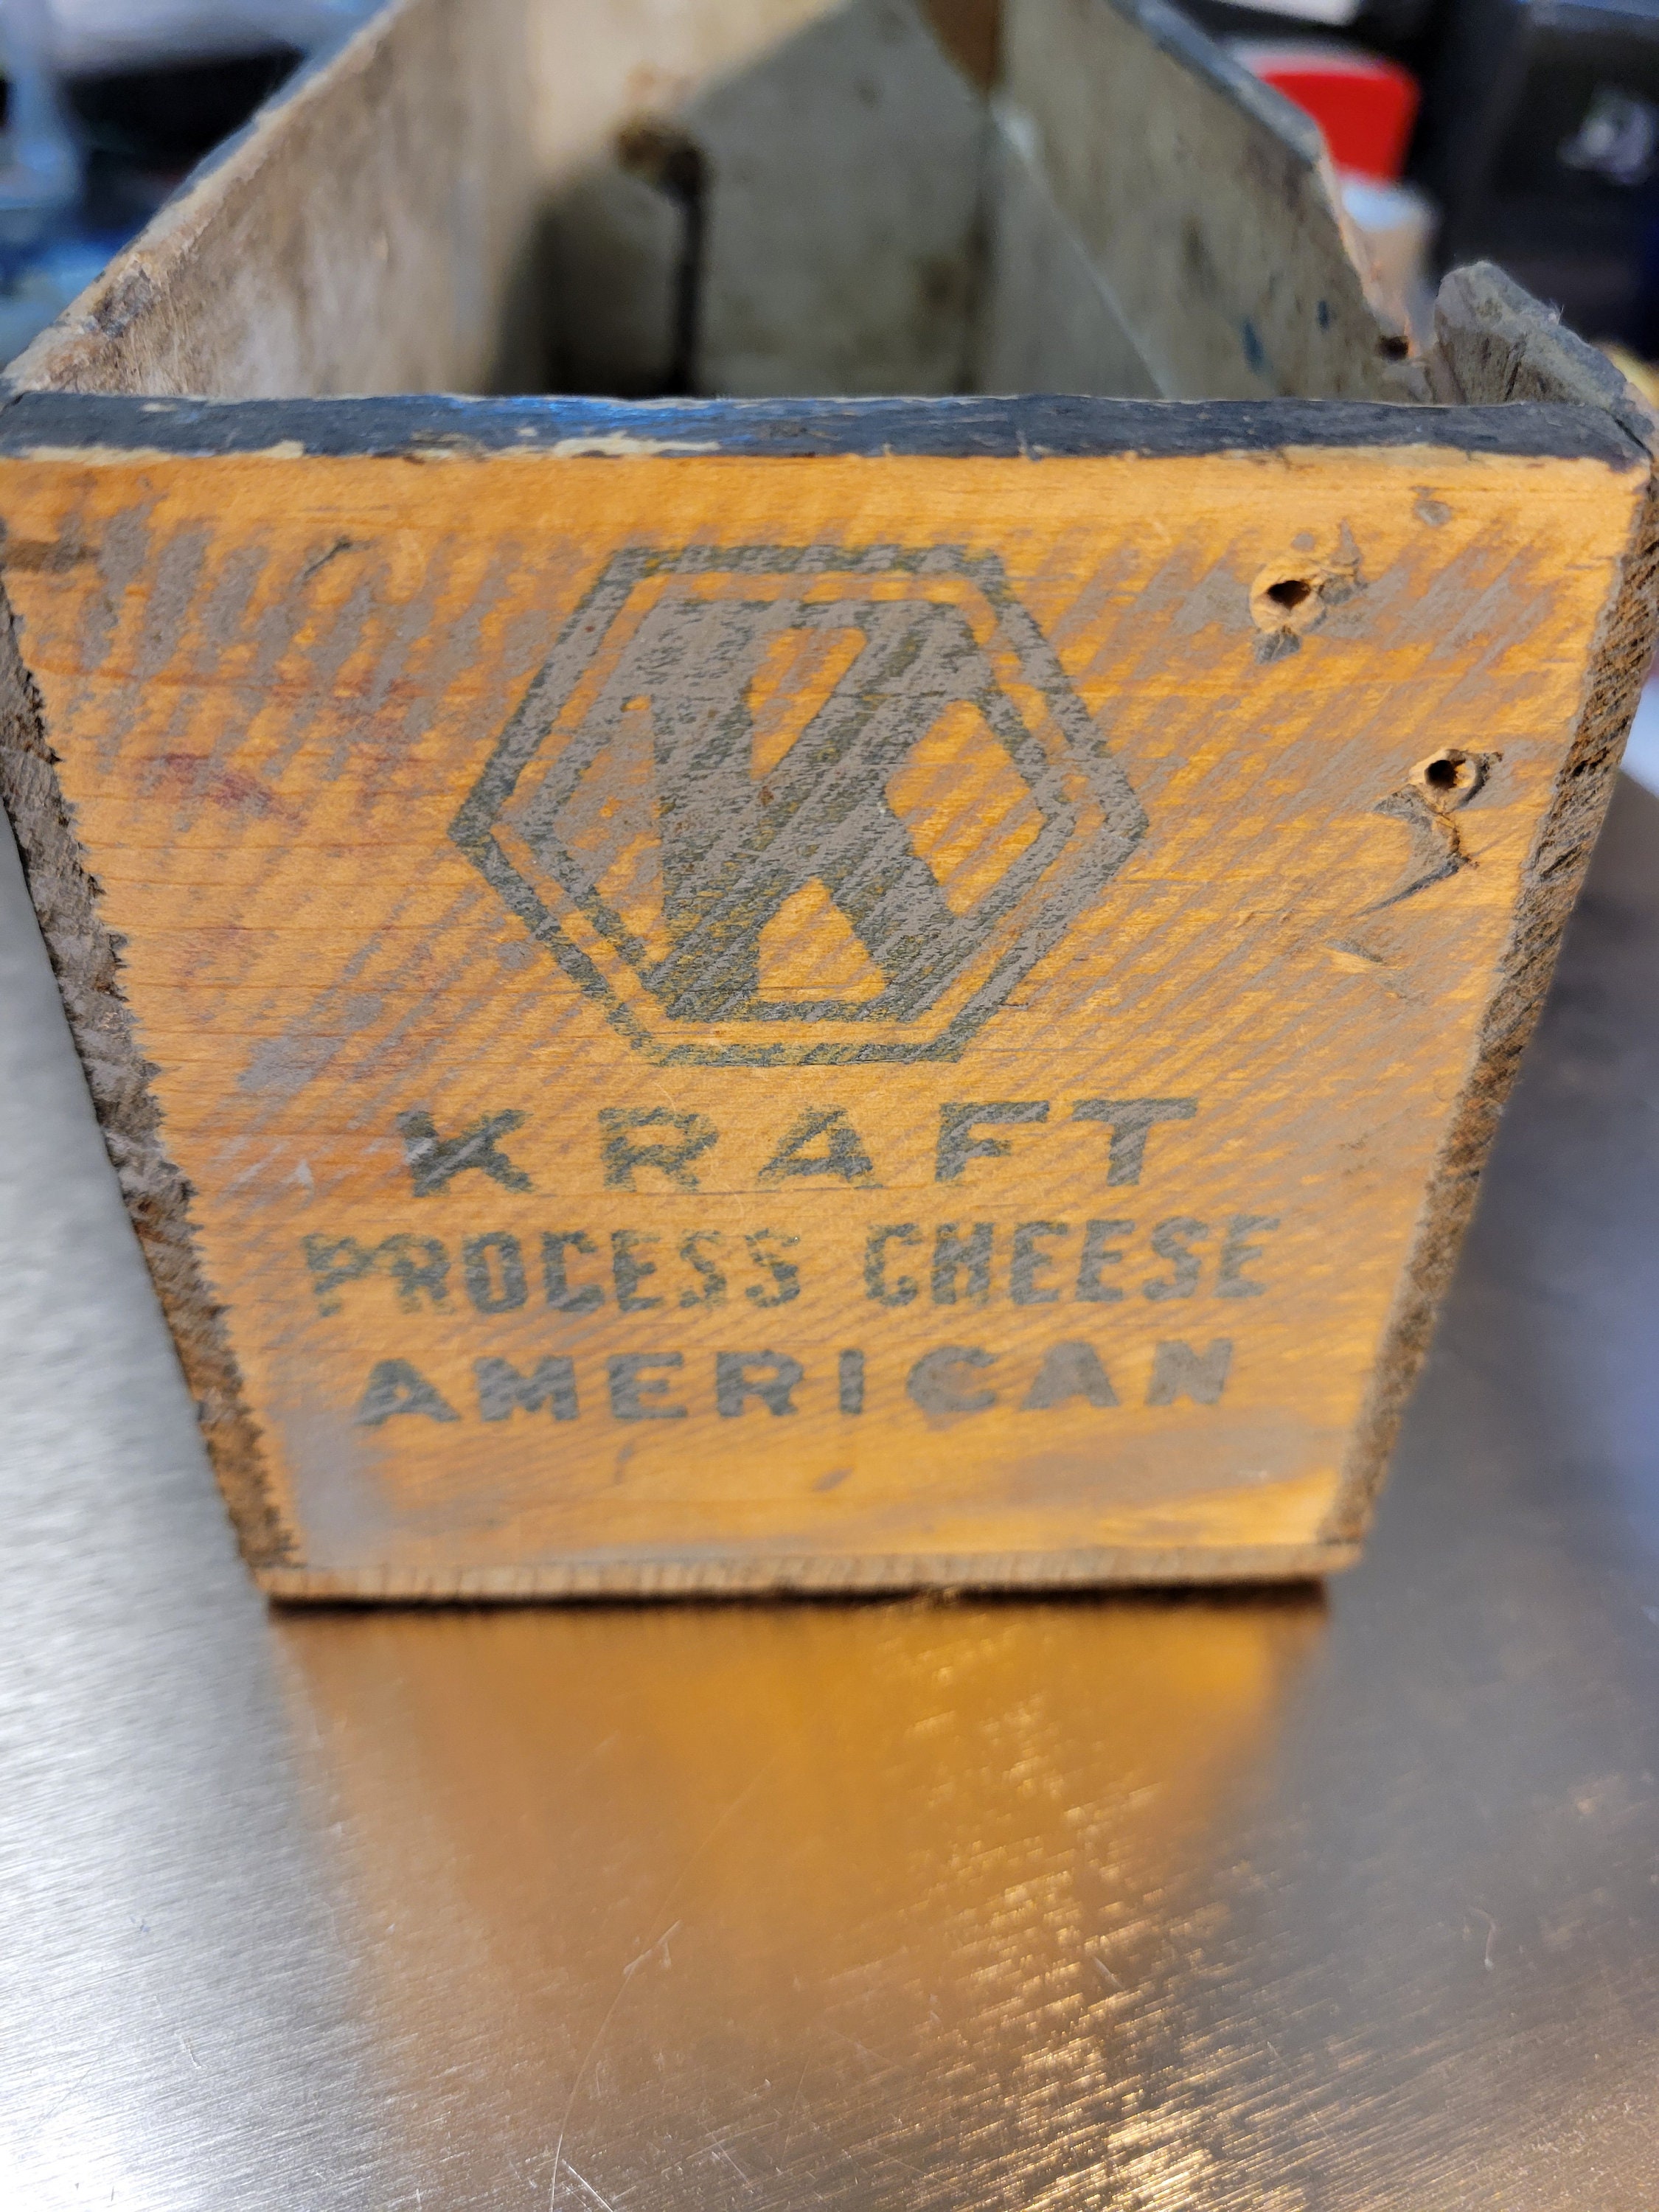 K
KRAFT
PROCESS CHEESE
AMERICAN